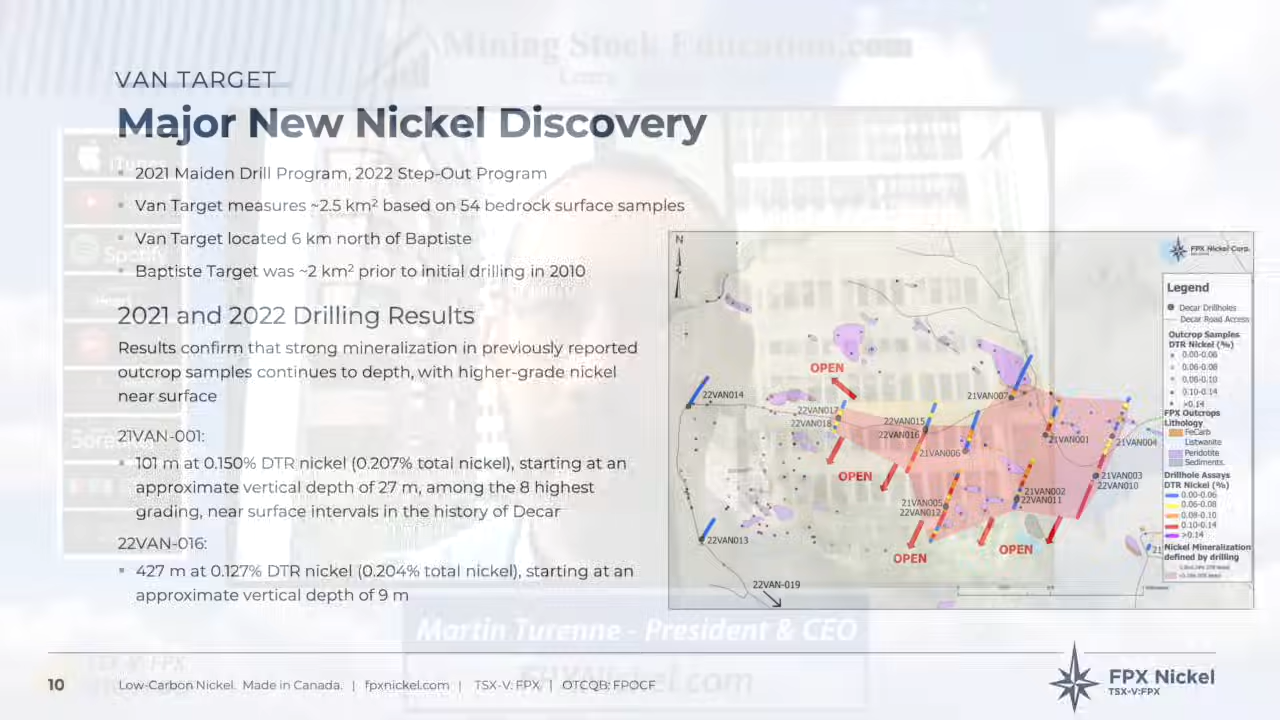 Mining Stock Education.com
VAN TARGET
Major New Nickel Discovery
2021 Maiden Drill Program, 2022 Step-Out Program
Van Target measures ~2.5 km² based on 54 bedrock surface samples
Van Target located 6 km north of Baptiste
Baptiste Target was ~2 km² prior to initial drilling in 2010
2021 and 2022 Drilling Results
Results confirm that strong mineralization in previously reported
outcrop samples continues to depth, with higher-grade nickel
near surface
21VAN-001:
101 m at 0.150% DTR nickel (0.207% total nickel), starting at an
approximate vertical depth of 27 m, among the 8 highest
grading, near surface intervals in the history of Decar
22VAN-016:
427 m at 0.127% DTR nickel (0.204% total nickel), starting at an
approximate vertical depth of 9 m
iTunes
Spotify
N
FPX Nickel Corp.
Legend
Decar Drillholes
Decar Road Access
Outcrop Samples
DTR Nickel (%)
0.00-0.06
0.06-0.08
0.06-0.10
0.10-0.14
>0.14
FPX Outcrops
Lithology
FeCarb
Listwanite
Peridotite
Sediments.
Drillhole Assays
DTR Nickel (%)
0.00-0.06
0.06-0.08
0.08-0.10
0.10-0.14
>0.14
Nickel Mineralization
defined by drilling
OPEN
22VAN014
22VAN017
22VAN018
22VAN015
22VAN016
21VAN007
21VAN006
21VAN001
21VAN004
OPEN
21VAN003
22VAN010
21VAN005
22VAN012
21VAN002
22VAN011
22VAN013
OPEN
OPEN
21
22VAN-019
Martin Turenne - President & CEO
FPXNickel.com
TSX-V: FPX
10
Low-Carbon Nickel. Made in Canada. | fpxnickel.com | TSX-V: FPX | OTCQB: FPOCF
FPX Nickel
TSX-V:FPX